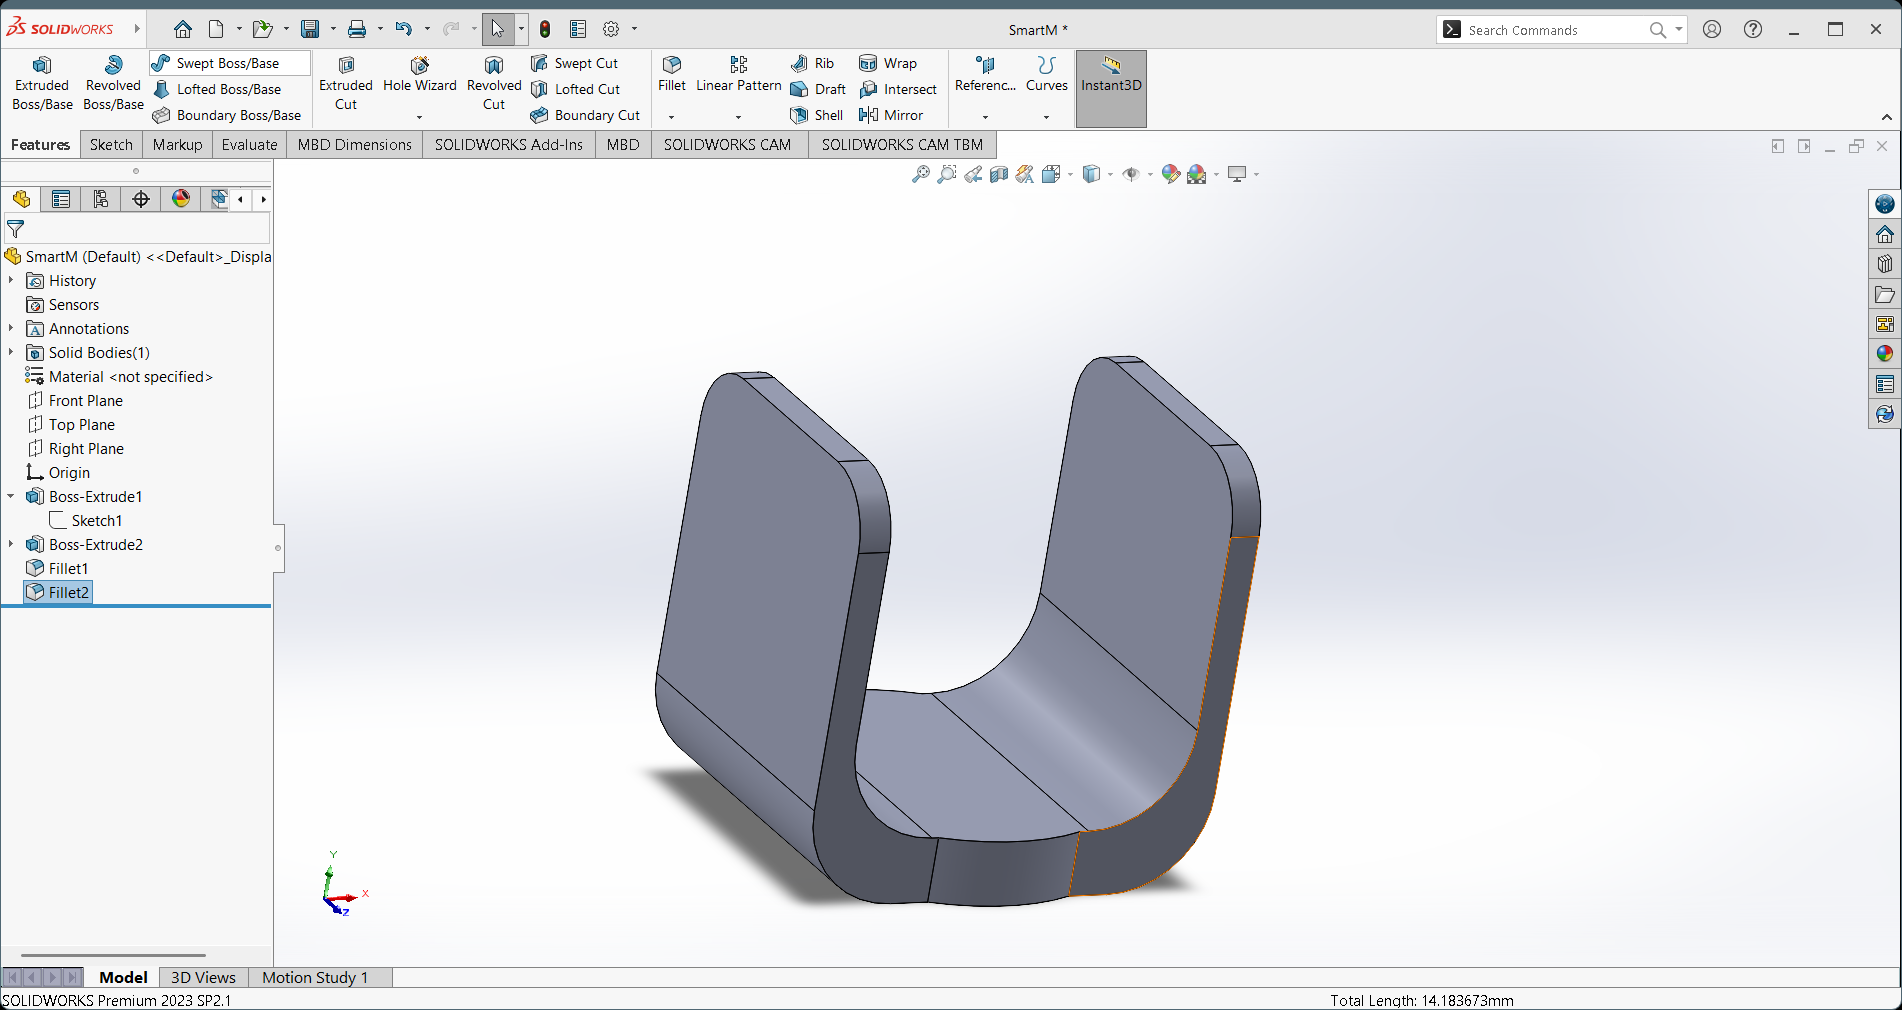 SOLIDWORKS
SmartM *
Search Commands
Extruded Boss/Base
Revolved Boss/Base
Swept Boss/Base
Lofted Boss/Base
Boundary Boss/Base
Extruded Cut
Hole Wizard
Revolved Cut
Swept Cut
Lofted Cut
Boundary Cut
Fillet
Linear Pattern
Rib
Draft
Shell
Wrap
Intersect
Mirror
Referenc...
Curves
Instant3D
Features
Sketch
Markup
Evaluate
MBD Dimensions
SOLIDWORKS Add-Ins
MBD
SOLIDWORKS CAM
SOLIDWORKS CAM TBM
SmartM (Default) <<Default>_Displa
History
Sensors
Annotations
Solid Bodies(1)
Material <not specified>
Front Plane
Top Plane
Right Plane
Origin
Boss-Extrude1
Sketch1
Boss-Extrude2
Fillet1
Fillet2
Y
X
Z
Model
3D Views
Motion Study 1
SOLIDWORKS Premium 2023 SP2.1
Total Length: 14.183673mm